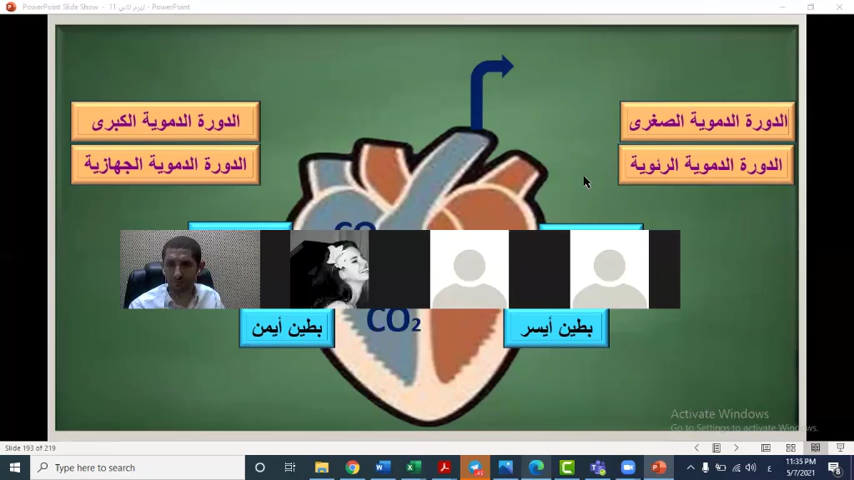 PowerPoint Slide Show - 11 تيرم تاني - PowerPoint
الدورة الدموية الصغرى
الدورة الدموية الكبرى
الدورة الدموية الرئوية
الدورة الدموية الجهازية
بطين أيمن
CO2
بطين أيسر
Activate Windows
Go to Settings to activate Windows.
Slide 193 of 219
Type here to search
11:35 PM
5/7/2021